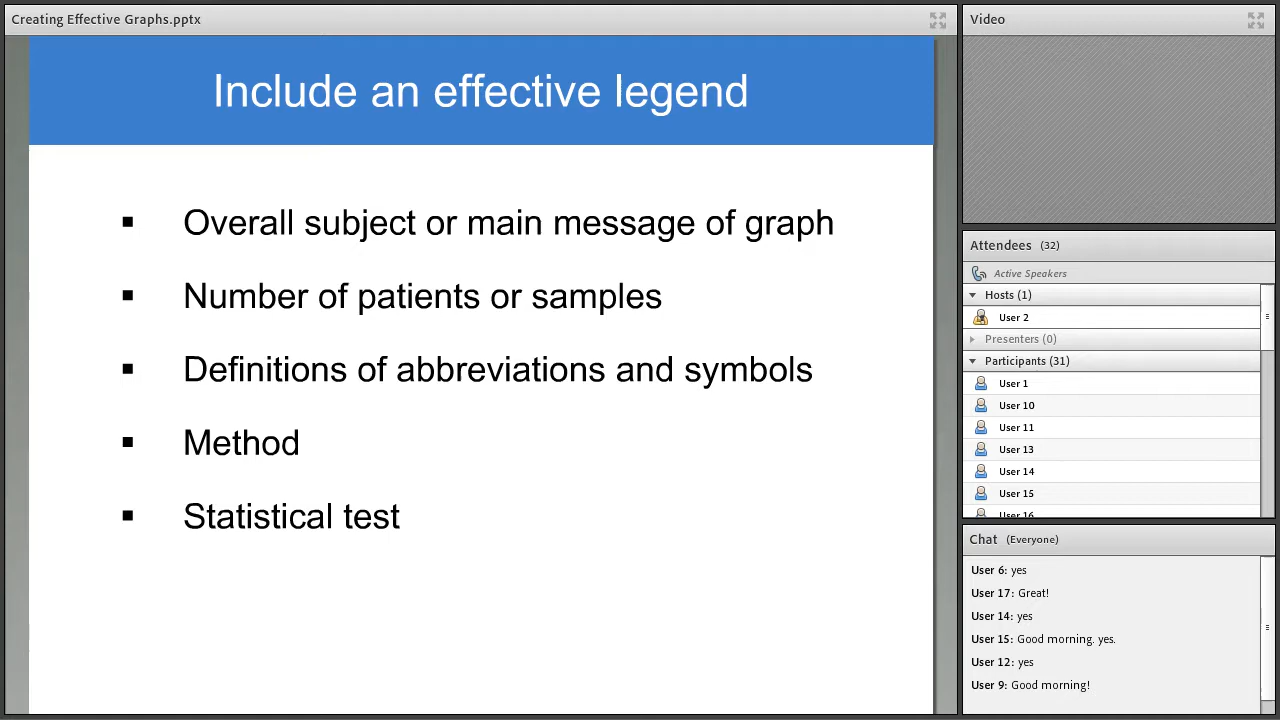 Creating Effective Graphs.pptx
Include an effective legend
▪ Overall subject or main message of graph
▪ Number of patients or samples
▪ Definitions of abbreviations and symbols
▪ Method
▪ Statistical test
Video
Attendees (32)
Active Speakers
Hosts (1)
User 2
Presenters (0)
Participants (31)
User 1
User 10
User 11
User 13
User 14
User 15
User 16
Chat (Everyone)
User 6: yes
User 17: Great!
User 14: yes
User 15: Good morning. yes.
User 12: yes
User 9: Good morning!